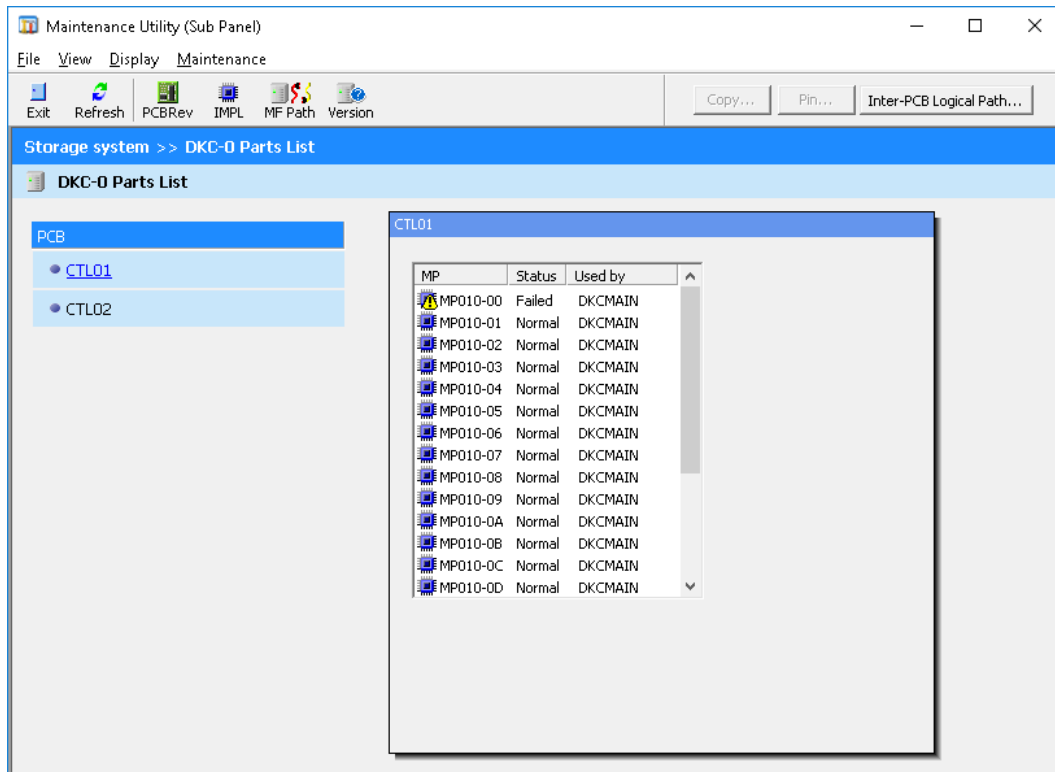 Maintenance Utility (Sub Panel)
File View Display Maintenance
Exit Refresh PCBRev IMPL MF Path Version Copy... Pin... Inter-PCB Logical Path...
Storage system >> DKC-0 Parts List
DKC-0 Parts List
PCB
CTL01
CTL02
CTL01
MP Status Used by
MP010-00 Failed DKCMAIN
MP010-01 Normal DKCMAIN
MP010-02 Normal DKCMAIN
MP010-03 Normal DKCMAIN
MP010-04 Normal DKCMAIN
MP010-05 Normal DKCMAIN
MP010-06 Normal DKCMAIN
MP010-07 Normal DKCMAIN
MP010-08 Normal DKCMAIN
MP010-09 Normal DKCMAIN
MP010-0A Normal DKCMAIN
MP010-0B Normal DKCMAIN
MP010-0C Normal DKCMAIN
MP010-0D Normal DKCMAIN